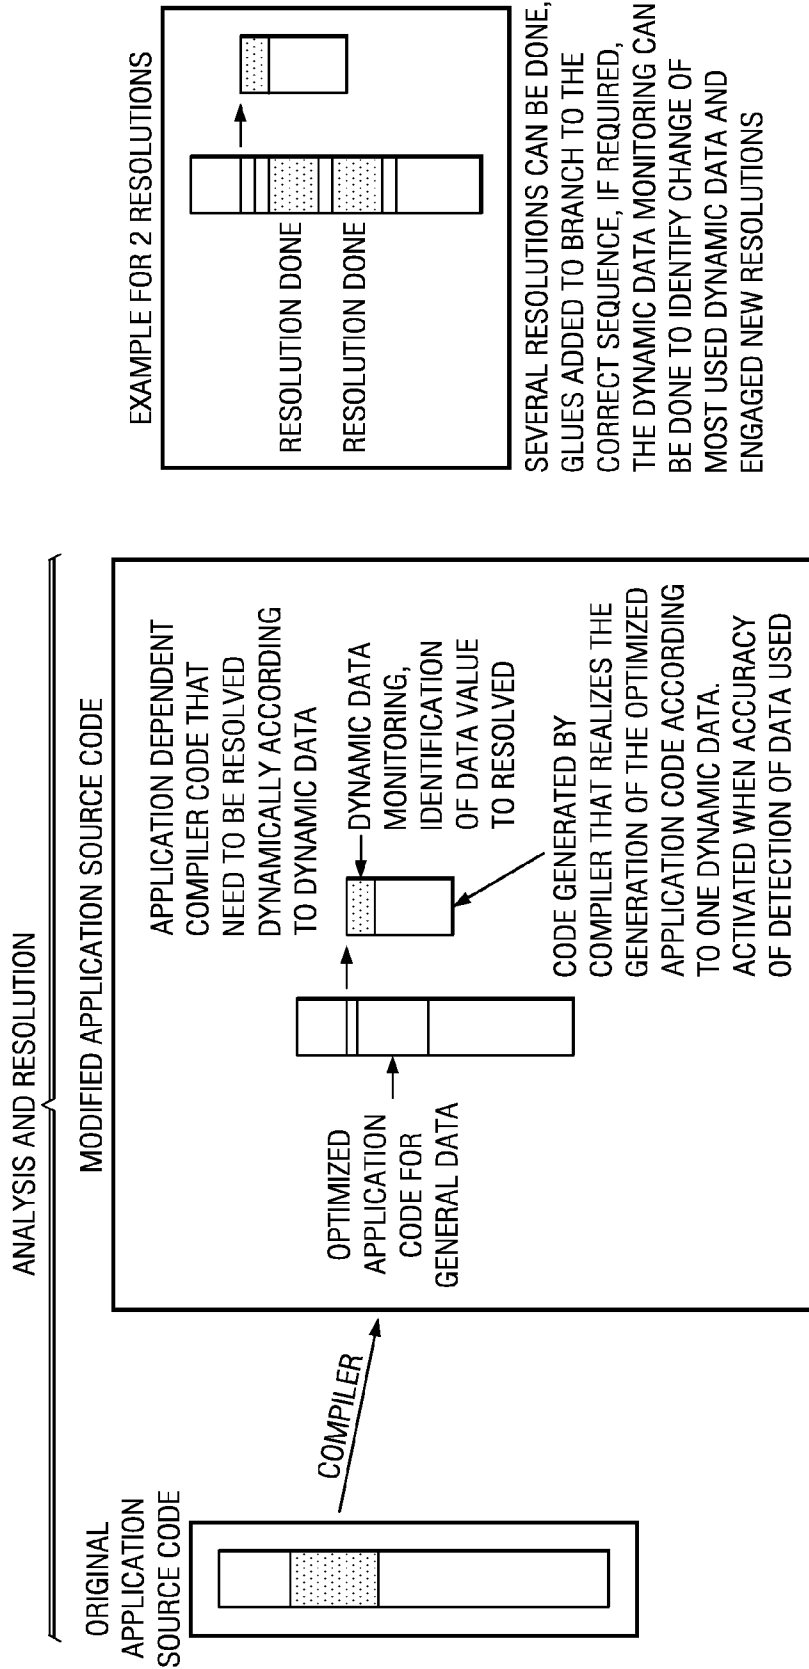 ANALYSIS AND RESOLUTION
ORIGINAL
APPLICATION
SOURCE CODE
COMPILER
MODIFIED APPLICATION SOURCE CODE
OPTIMIZED
APPLICATION
CODE FOR
GENERAL DATA
APPLICATION DEPENDENT
COMPILER CODE THAT
NEED TO BE RESOLVED
DYNAMICALLY ACCORDING
TO DYNAMIC DATA
DYNAMIC DATA
MONITORING,
IDENTIFICATION
OF DATA VALUE
TO RESOLVED
CODE GENERATED BY
COMPILER THAT REALIZES THE
GENERATION OF THE OPTIMIZED
APPLICATION CODE ACCORDING
TO ONE DYNAMIC DATA.
ACTIVATED WHEN ACCURACY
OF DETECTION OF DATA USED
EXAMPLE FOR 2 RESOLUTIONS
RESOLUTION DONE
RESOLUTION DONE
SEVERAL RESOLUTIONS CAN BE DONE,
GLUES ADDED TO BRANCH TO THE
CORRECT SEQUENCE, IF REQUIRED,
THE DYNAMIC DATA MONITORING CAN
BE DONE TO IDENTIFY CHANGE OF
MOST USED DYNAMIC DATA AND
ENGAGED NEW RESOLUTIONS